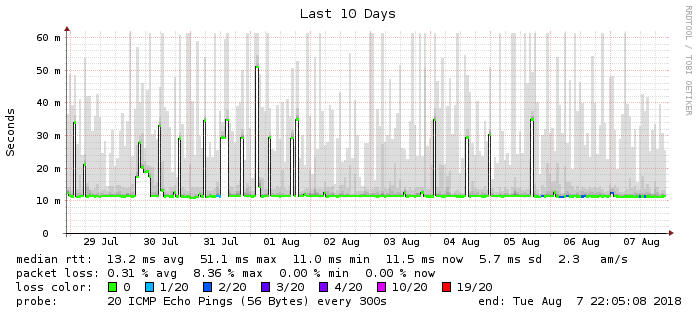 Last 10 Days
RRDTOOL / TOBI OETIKER
Seconds
60 m
50 m
40 m
30 m
20 m
10 m
0
29 Jul 30 Jul 31 Jul 01 Aug 02 Aug 03 Aug 04 Aug 05 Aug 06 Aug 07 Aug
median rtt: 13.2 ms avg 51.1 ms max 11.0 ms min 11.5 ms now 5.7 ms sd 2.3 am/s
packet loss: 0.31 % avg 8.36 % max 0.00 % min 0.00 % now
loss color: 0 1/20 2/20 3/20 4/20 10/20 19/20
probe: 20 ICMP Echo Pings (56 Bytes) every 300s end: Tue Aug 7 22:05:08 2018